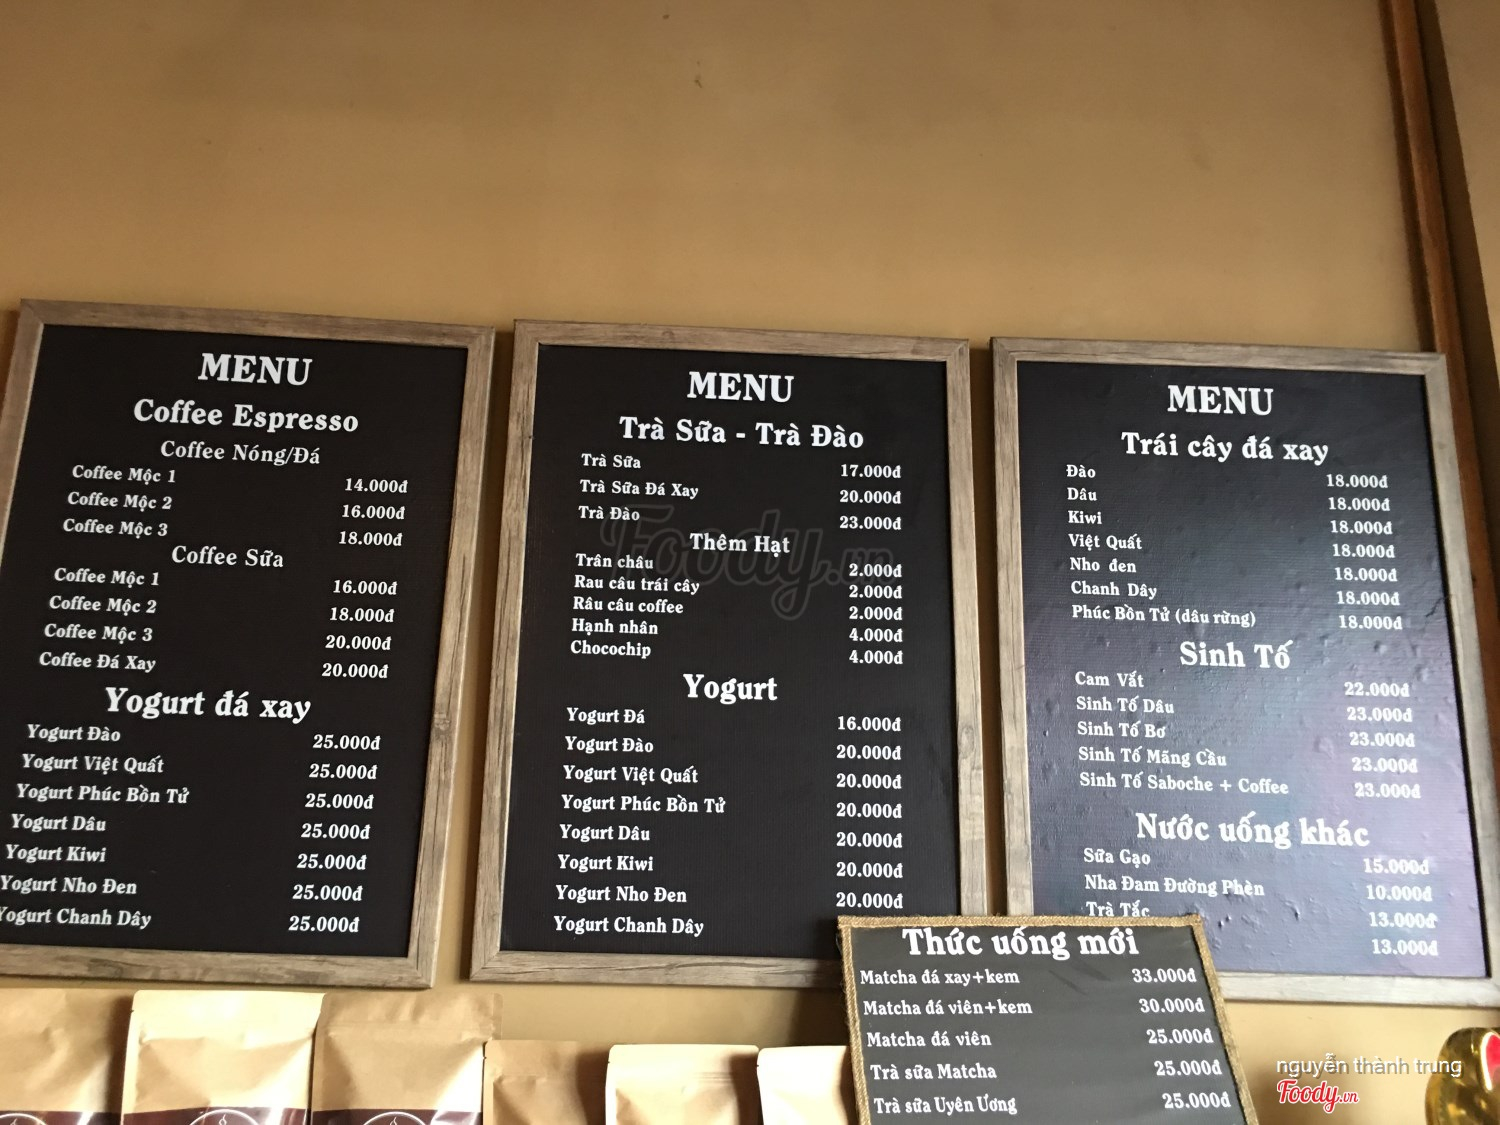 MENU
Coffee Espresso
Coffee Nóng/Đá
Coffee Mộc 1 14.000đ
Coffee Mộc 2 16.000đ
Coffee Mộc 3 18.000đ
Coffee Sữa
Coffee Mộc 1 16.000đ
Coffee Mộc 2 18.000đ
Coffee Mộc 3 20.000đ
Coffee Đá Xay 20.000đ
Yogurt đá xay
Yogurt Đào 25.000đ
Yogurt Việt Quất 25.000đ
Yogurt Phúc Bồn Tử 25.000đ
Yogurt Dâu 25.000đ
Yogurt Kiwi 25.000đ
Yogurt Nho Đen 25.000đ
Yogurt Chanh Dây 25.000đ
MENU
Trà Sữa - Trà Đào
Trà Sữa 17.000đ
Trà Sữa Đá Xay 20.000đ
Trà Đào 23.000đ
Thêm Hạt
Trân châu 2.000đ
Rau câu trái cây 2.000đ
Râu câu coffee 2.000đ
Hạnh nhân 4.000đ
Chocochip 4.000đ
Yogurt
Yogurt Đá 16.000đ
Yogurt Đào 20.000đ
Yogurt Việt Quất 20.000đ
Yogurt Phúc Bồn Tử 20.000đ
Yogurt Dâu 20.000đ
Yogurt Kiwi 20.000đ
Yogurt Nho Đen 20.000đ
Yogurt Chanh Dây
MENU
Trái cây đá xay
Đào 18.000đ
Dâu 18.000đ
Kiwi 18.000đ
Việt Quất 18.000đ
Nho đen 18.000đ
Chanh Dây 18.000đ
Phúc Bồn Tử (dâu rừng) 18.000đ
Sinh Tố
Cam Vắt 22.000đ
Sinh Tố Dâu 23.000đ
Sinh Tố Bơ 23.000đ
Sinh Tố Mãng Cầu 23.000đ
Sinh Tố Saboche + Coffee 23.000đ
Nước uống khác
Sữa Gạo 15.000đ
Nha Đam Đường Phèn 10.000đ
Trà Tắc 13.000đ
13.000đ
Thức uống mới
Matcha đá xay+kem 33.000đ
Matcha đá viên+kem 30.000đ
Matcha đá viên 25.000đ
Trà sữa Matcha 25.000đ
Trà sữa Uyên Ương 25.000đ
Foody.vn
nguyễn thành trung
Foody.vn